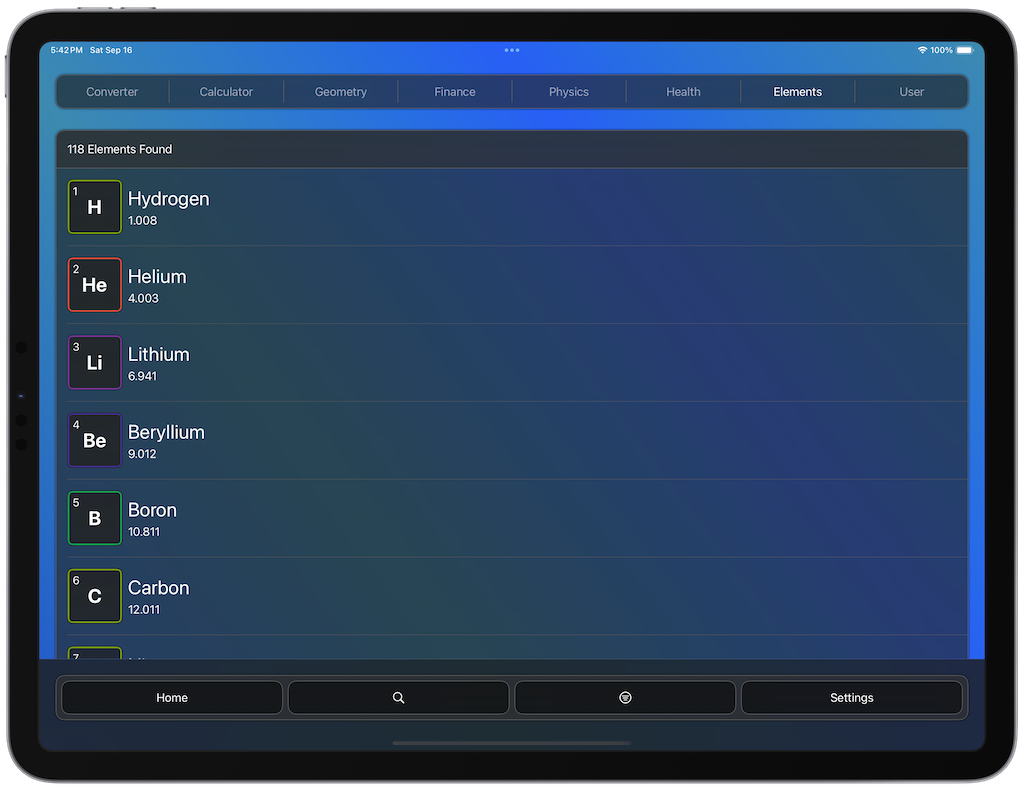 5:42 PM Sat Sep 16 100%
Converter Calculator Geometry Finance Physics Health Elements User
118 Elements Found
1
H
Hydrogen
1.008
2
He
Helium
4.003
3
Li
Lithium
6.941
4
Be
Beryllium
9.012
5
B
Boron
10.811
6
C
Carbon
12.011
7
Home Settings